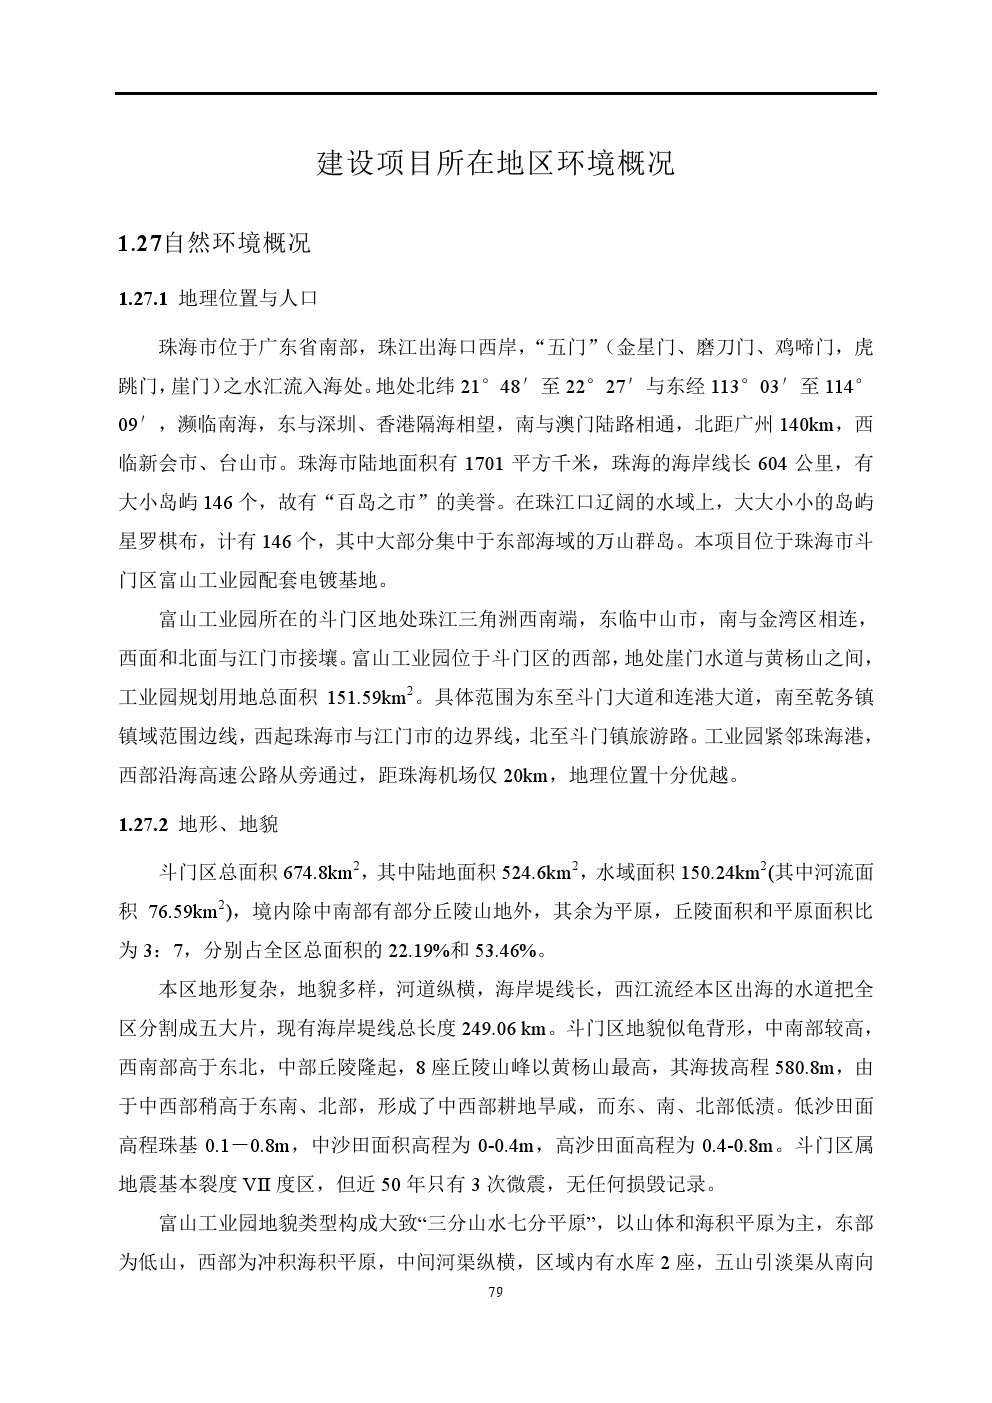 建设项目所在地区环境概况
1.27自然环境概况
1.27.1 地理位置与人口
珠海市位于广东省南部，珠江出海口西岸，“五门”（金星门、磨刀门、鸡啼门，虎
跳门，崖门）之水汇流入海处。地处北纬 21°48′至 22°27′与东经 113°03′至 114°
09′，濒临南海，东与深圳、香港隔海相望，南与澳门陆路相通，北距广州 140km，西
临新会市、台山市。珠海市陆地面积有 1701 平方千米，珠海的海岸线长 604 公里，有
大小岛屿 146 个，故有“百岛之市”的美誉。在珠江口辽阔的水域上，大大小小的岛屿
星罗棋布，计有 146 个，其中大部分集中于东部海域的万山群岛。本项目位于珠海市斗
门区富山工业园配套电镀基地。
富山工业园所在的斗门区地处珠江三角洲西南端，东临中山市，南与金湾区相连，
西面和北面与江门市接壤。富山工业园位于斗门区的西部，地处崖门水道与黄杨山之间，
工业园规划用地总面积 151.59km²。具体范围为东至斗门大道和连港大道，南至乾务镇
镇域范围边线，西起珠海市与江门市的边界线，北至斗门镇旅游路。工业园紧邻珠海港，
西部沿海高速公路从旁通过，距珠海机场仅 20km，地理位置十分优越。
1.27.2 地形、地貌
斗门区总面积 674.8km²，其中陆地面积 524.6km²，水域面积 150.24km²(其中河流面
积 76.59km²)，境内除中南部有部分丘陵山地外，其余为平原，丘陵面积和平原面积比
为 3：7，分别占全区总面积的 22.19%和 53.46%。
本区地形复杂，地貌多样，河道纵横，海岸堤线长，西江流经本区出海的水道把全
区分割成五大片，现有海岸堤线总长度 249.06 km。斗门区地貌似龟背形，中南部较高，
西南部高于东北，中部丘陵隆起，8 座丘陵山峰以黄杨山最高，其海拔高程 580.8m，由
于中西部稍高于东南、北部，形成了中西部耕地旱咸，而东、南、北部低渍。低沙田面
高程珠基 0.1－0.8m，中沙田面积高程为 0-0.4m，高沙田面高程为 0.4-0.8m。斗门区属
地震基本裂度 VII 度区，但近 50 年只有 3 次微震，无任何损毁记录。
富山工业园地貌类型构成大致“三分山水七分平原”，以山体和海积平原为主，东部
为低山，西部为冲积海积平原，中间河渠纵横，区域内有水库 2 座，五山引淡渠从南向
79